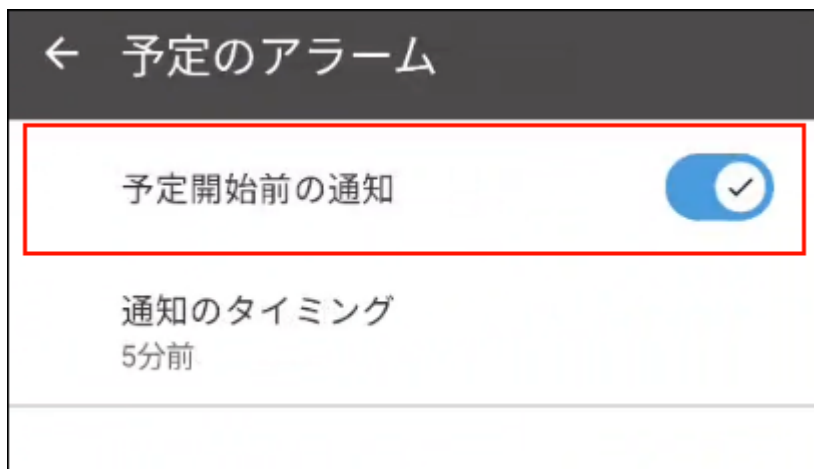 予定のアラーム
予定開始前の通知
通知のタイミング
5分前